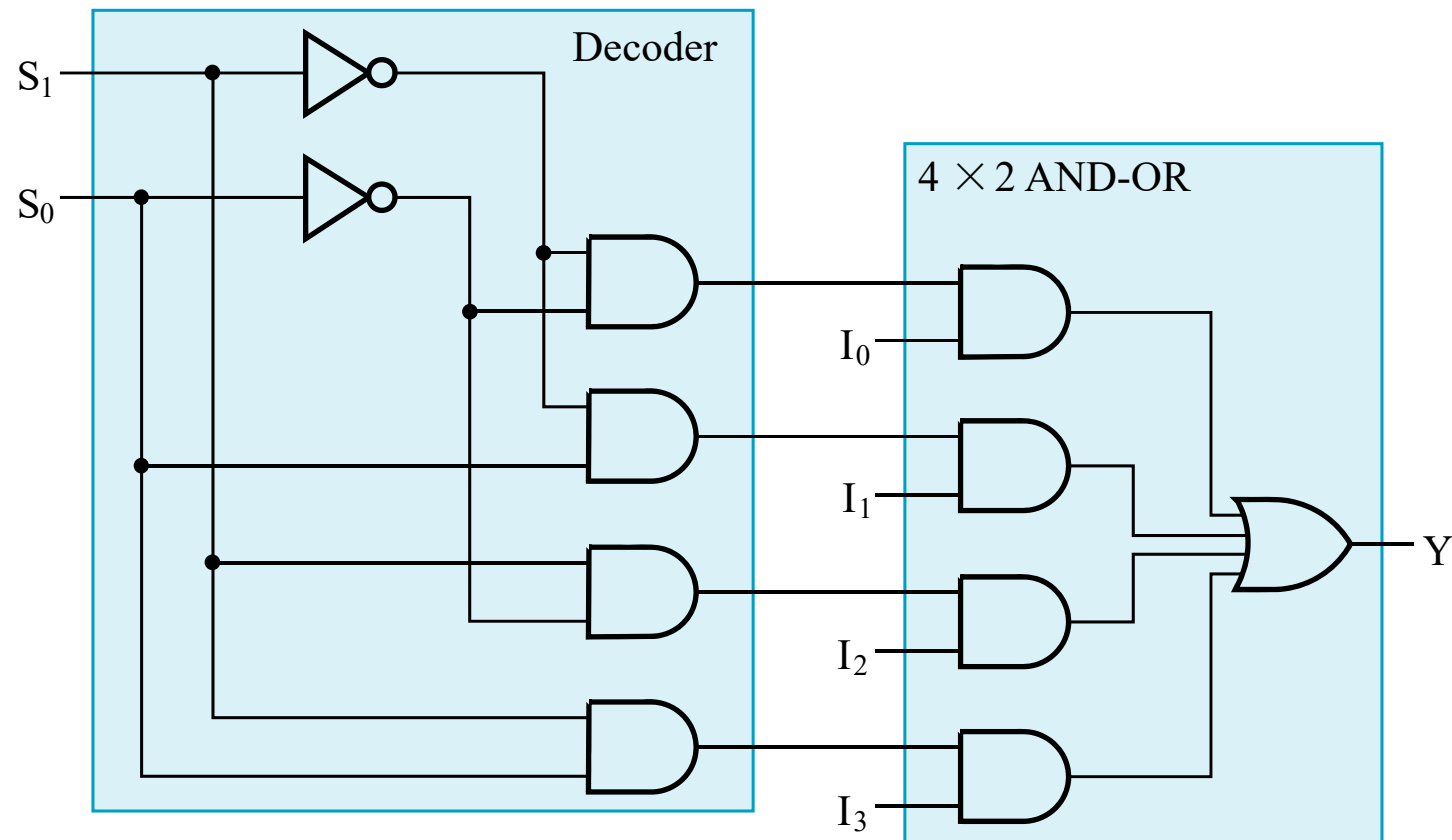 Decoder
S₁
S₀
4 × 2 AND-OR
I₀
I₁
Y
I₂
I₃